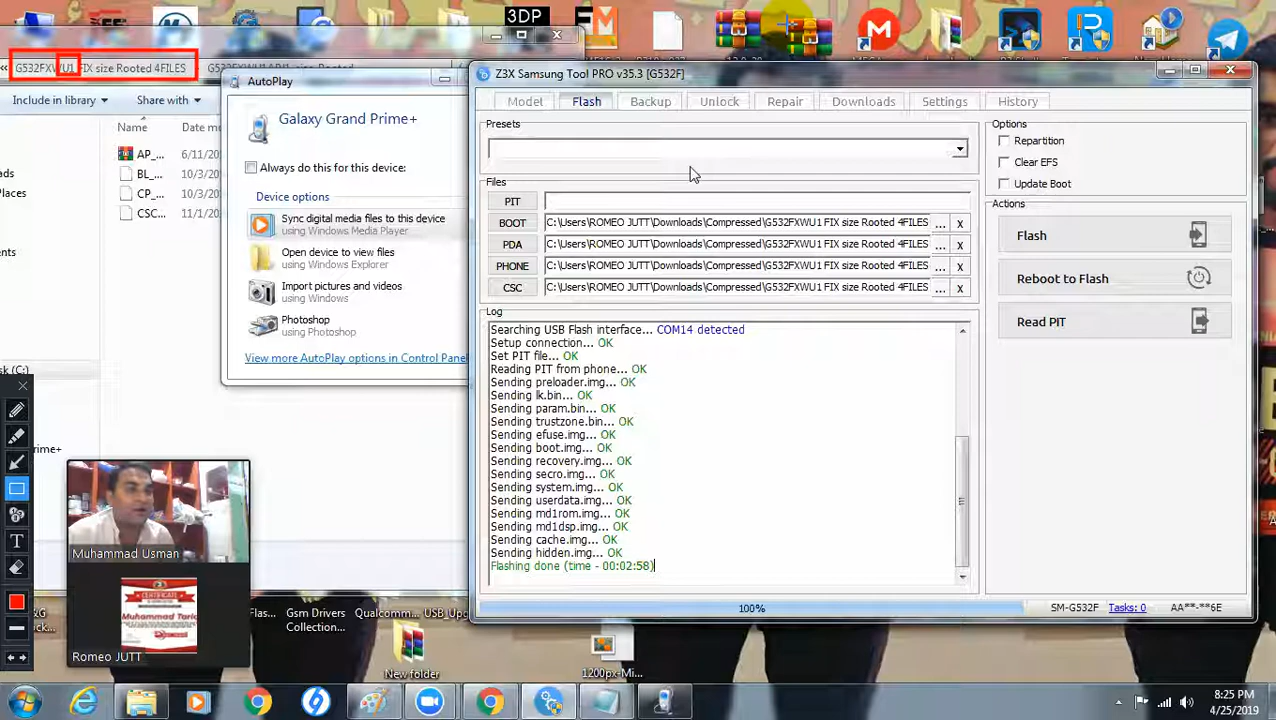 3DP
« G532FXWU1 FIX size Rooted 4FILES
Include in library
Share with
Name
Date mo
AP_... 6/11/20
BL_... 10/3/20
CP_... 10/3/20
CSC... 11/1/20
Places
AutoPlay
Galaxy Grand Prime+
Always do this for this device:
Device options
Sync digital media files to this device
using Windows Media Player
Open device to view files
using Windows Explorer
Import pictures and videos
using Windows
Photoshop
using Photoshop
View more AutoPlay options in Control Panel
Z3X Samsung Tool PRO v35.3 [G532F]
Model Flash Backup Unlock Repair Downloads Settings History
Presets
Files
PIT
BOOT C:\Users\ROMEO JUTT\Downloads\Compressed\G532FXWU1 FIX size Rooted 4FILES ... x
PDA C:\Users\ROMEO JUTT\Downloads\Compressed\G532FXWU1 FIX size Rooted 4FILES ... x
PHONE C:\Users\ROMEO JUTT\Downloads\Compressed\G532FXWU1 FIX size Rooted 4FILES ... x
CSC C:\Users\ROMEO JUTT\Downloads\Compressed\G532FXWU1 FIX size Rooted 4FILES ... x
Log
Searching USB Flash interface... COM14 detected
Setup connection... OK
Set PIT file... OK
Reading PIT from phone... OK
Sending preloader.img... OK
Sending lk.bin... OK
Sending param.bin... OK
Sending trustzone.bin... OK
Sending efuse.img... OK
Sending boot.img... OK
Sending recovery.img... OK
Sending secro.img... OK
Sending system.img... OK
Sending userdata.img... OK
Sending md1rom.img... OK
Sending md1dsp.img... OK
Sending cache.img... OK
Sending hidden.img... OK
Flashing done (time - 00:02:58)
100%
Options
Repartition
Clear EFS
Update Boot
Actions
Flash
Reboot to Flash
Read PIT
SM-G532F Tasks: 0
sk (C:)
rime+
Muhammad Usman
CERTIFICATE
Muhammad Tariq
Romeo JUTT
Flas...
Gsm Drivers
Collection...
Qualcomm...
USB_Upg
New folder
1200px-Mi...
8:25 PM
4/25/2019